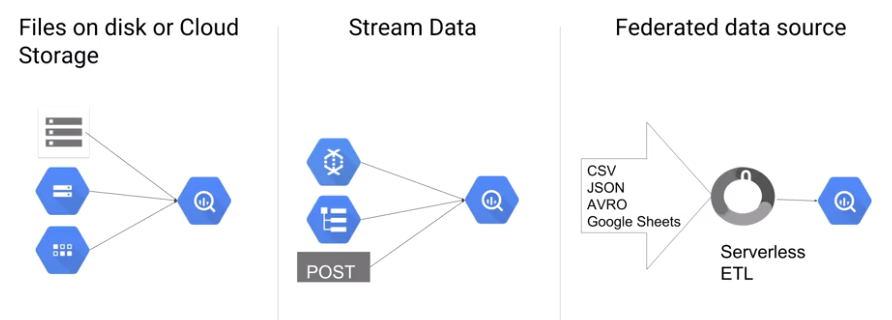 Files on disk or Cloud
Storage
Stream Data
POST
Federated data source
CSV
JSON
AVRO
Google Sheets
Serverless
ETL